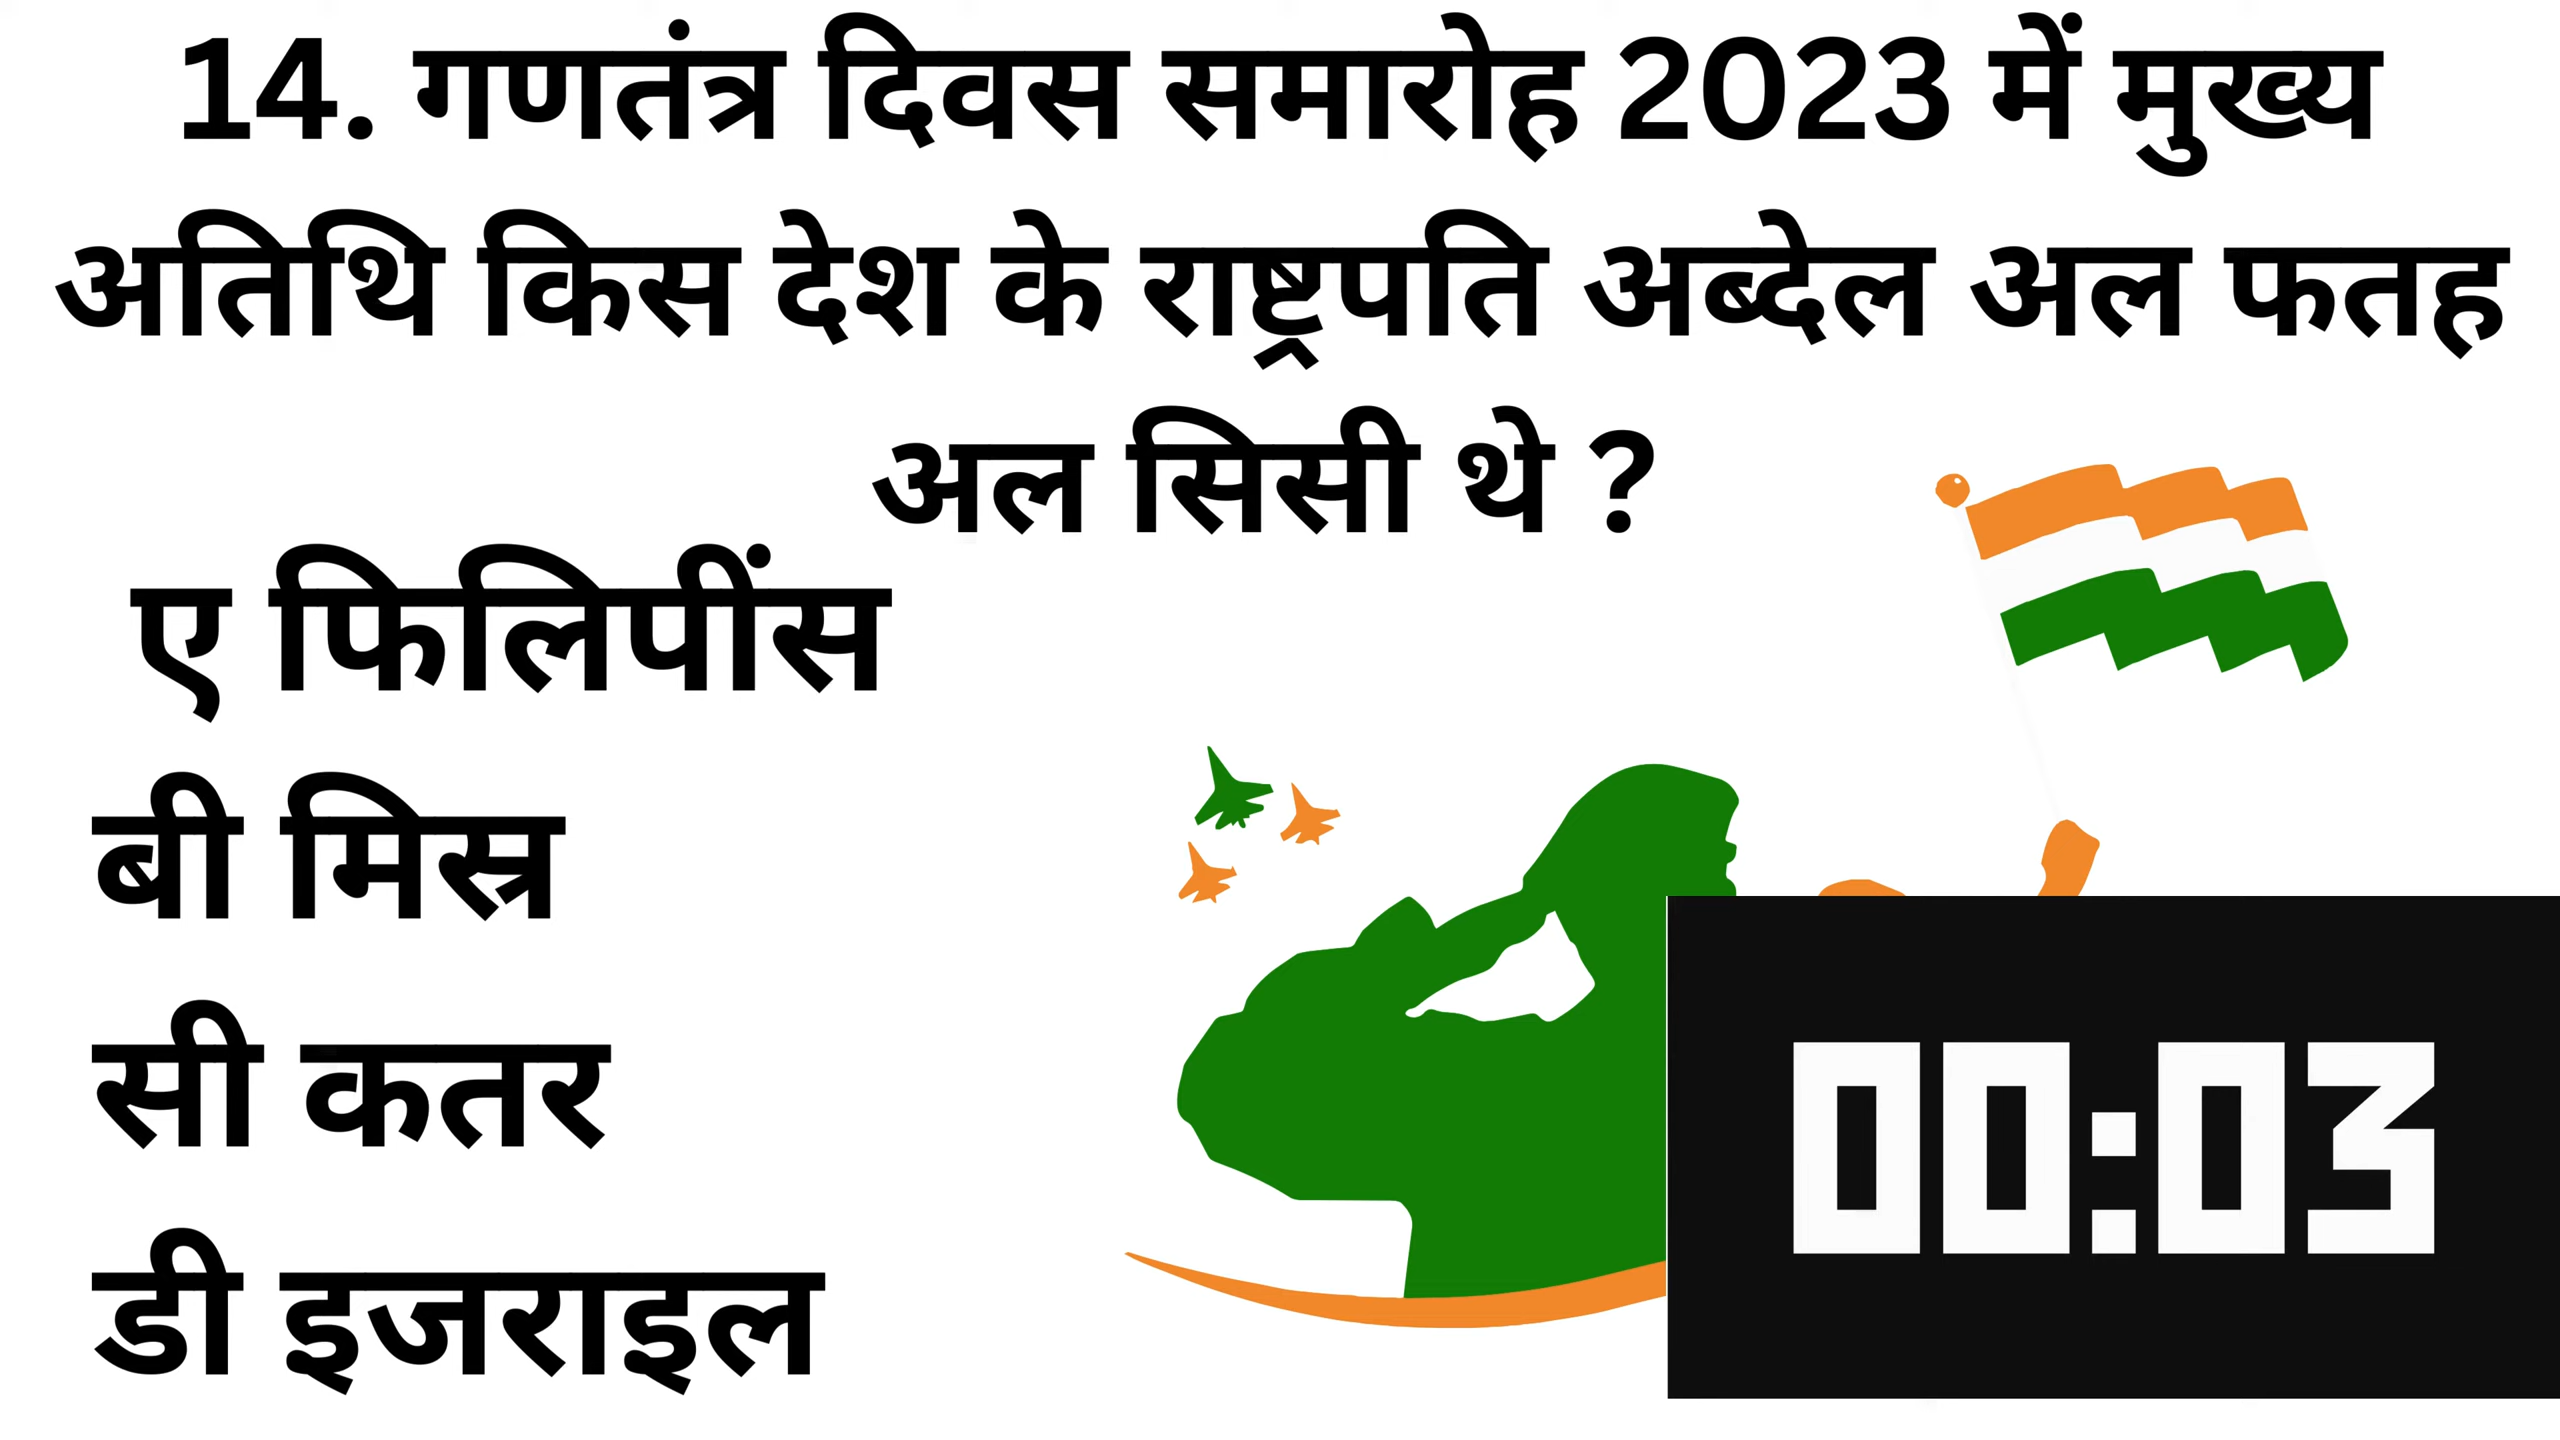 14. गणतंत्र दिवस समारोह 2023 में मुख्य
अतिथि किस देश के राष्ट्रपति अब्देल अल फतह
अल सिसी थे ?
ए फिलिपींस
बी मिस्र
सी कतर
डी इजराइल
00:03